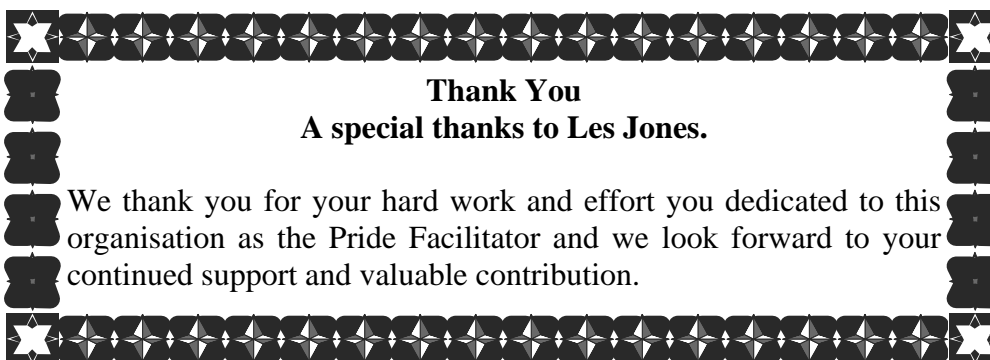 Thank You
A special thanks to Les Jones.
We thank you for your hard work and effort you dedicated to this
organisation as the Pride Facilitator and we look forward to your
continued support and valuable contribution.